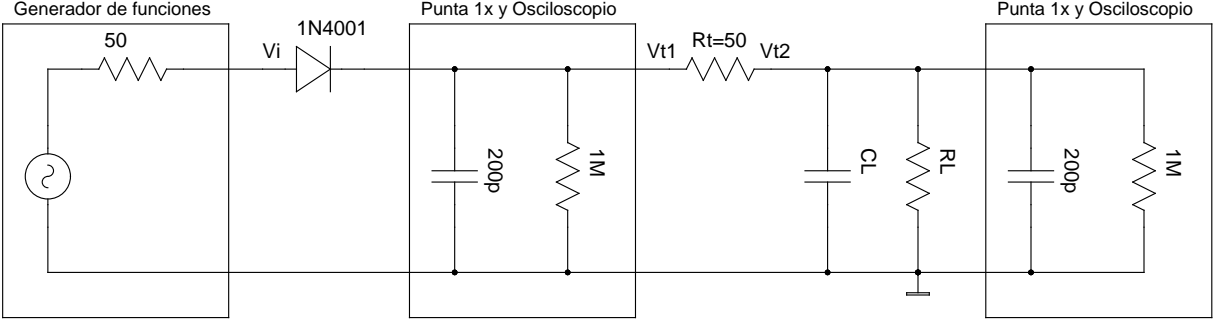 Generador de funciones
Punta 1x y Osciloscopio
Punta 1x y Osciloscopio
50
Vi
1N4001
Vt1
Rt=50
Vt2
200p
1M
CL
RL
200p
1M